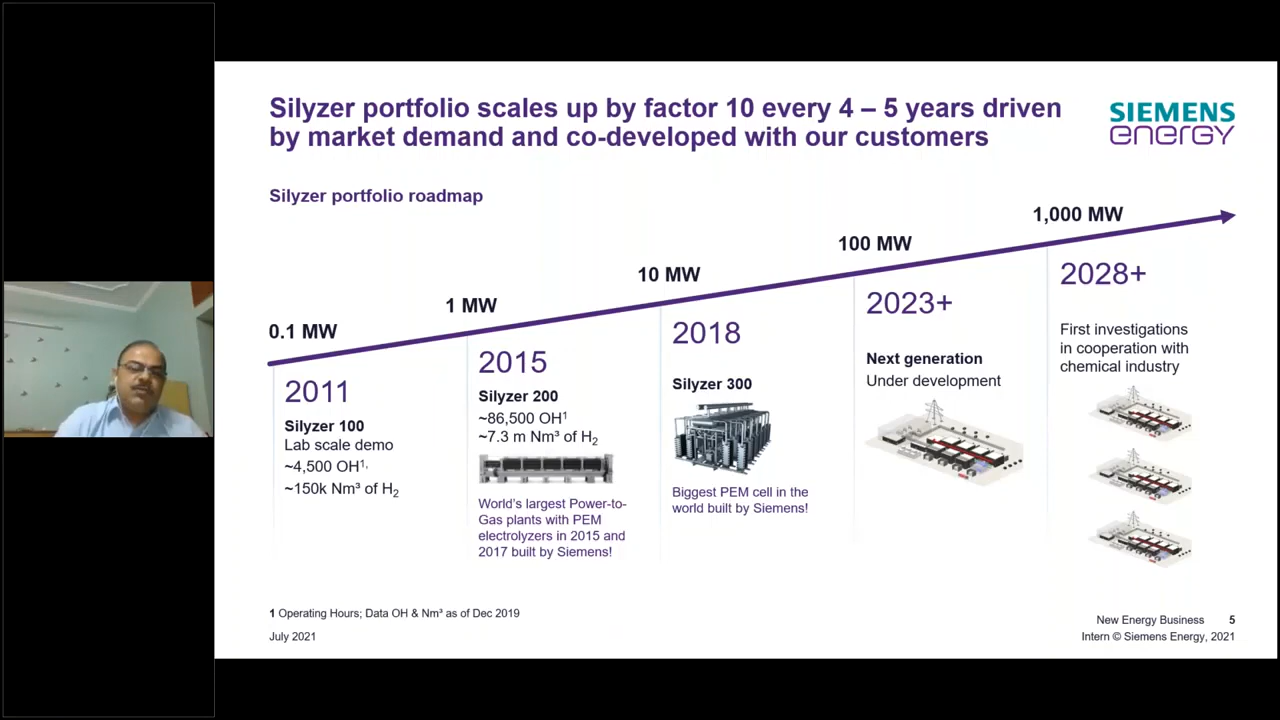 Silyzer portfolio scales up by factor 10 every 4 – 5 years driven
by market demand and co-developed with our customers
SIEMENS
energy
Silyzer portfolio roadmap
0.1 MW
1 MW
10 MW
100 MW
1,000 MW
2011
Silyzer 100
Lab scale demo
~4,500 OH¹·
~150k Nm³ of H₂
2015
Silyzer 200
~86,500 OH¹
~7.3 m Nm³ of H₂
World's largest Power-to-
Gas plants with PEM
electrolyzers in 2015 and
2017 built by Siemens!
2018
Silyzer 300
Biggest PEM cell in the
world built by Siemens!
2023+
Next generation
Under development
2028+
First investigations
in cooperation with
chemical industry
1 Operating Hours; Data OH & Nm³ as of Dec 2019
July 2021
New Energy Business 5
Intern © Siemens Energy, 2021